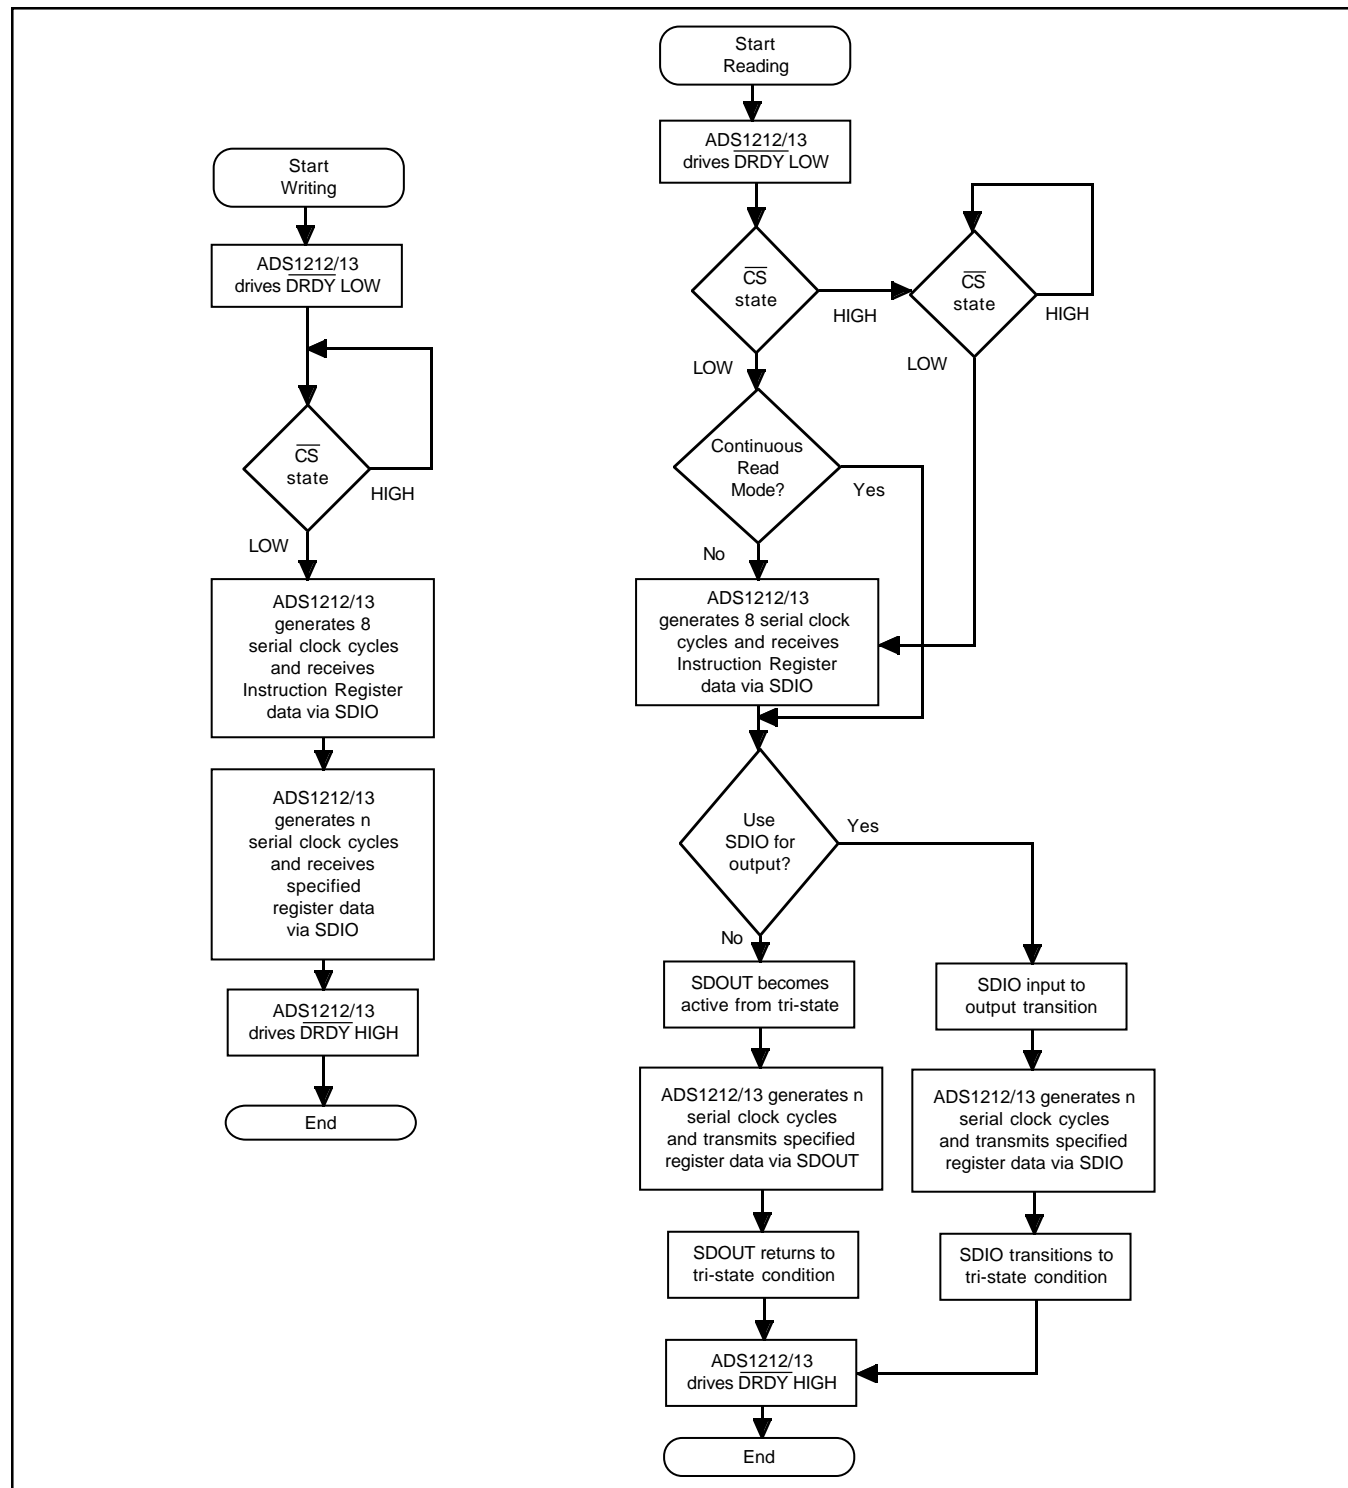 Start
Writing
ADS1212/13
drives DRDY LOW
CS
state
HIGH
LOW
ADS1212/13
generates 8
serial clock cycles
and receives
Instruction Register
data via SDIO
ADS1212/13
generates n
serial clock cycles
and receives
specified
register data
via SDIO
ADS1212/13
drives DRDY HIGH
End
Start
Reading
ADS1212/13
drives DRDY LOW
CS
state
HIGH
CS
state
HIGH
LOW
LOW
Continuous
Read
Mode?
Yes
No
ADS1212/13
generates 8 serial clock
cycles and receives
Instruction Register
data via SDIO
Use
SDIO for
output?
Yes
No
SDOUT becomes
active from tri-state
SDIO input to
output transition
ADS1212/13 generates n
serial clock cycles
and transmits specified
register data via SDOUT
ADS1212/13 generates n
serial clock cycles
and transmits specified
register data via SDIO
SDOUT returns to
tri-state condition
SDIO transitions to
tri-state condition
ADS1212/13
drives DRDY HIGH
End